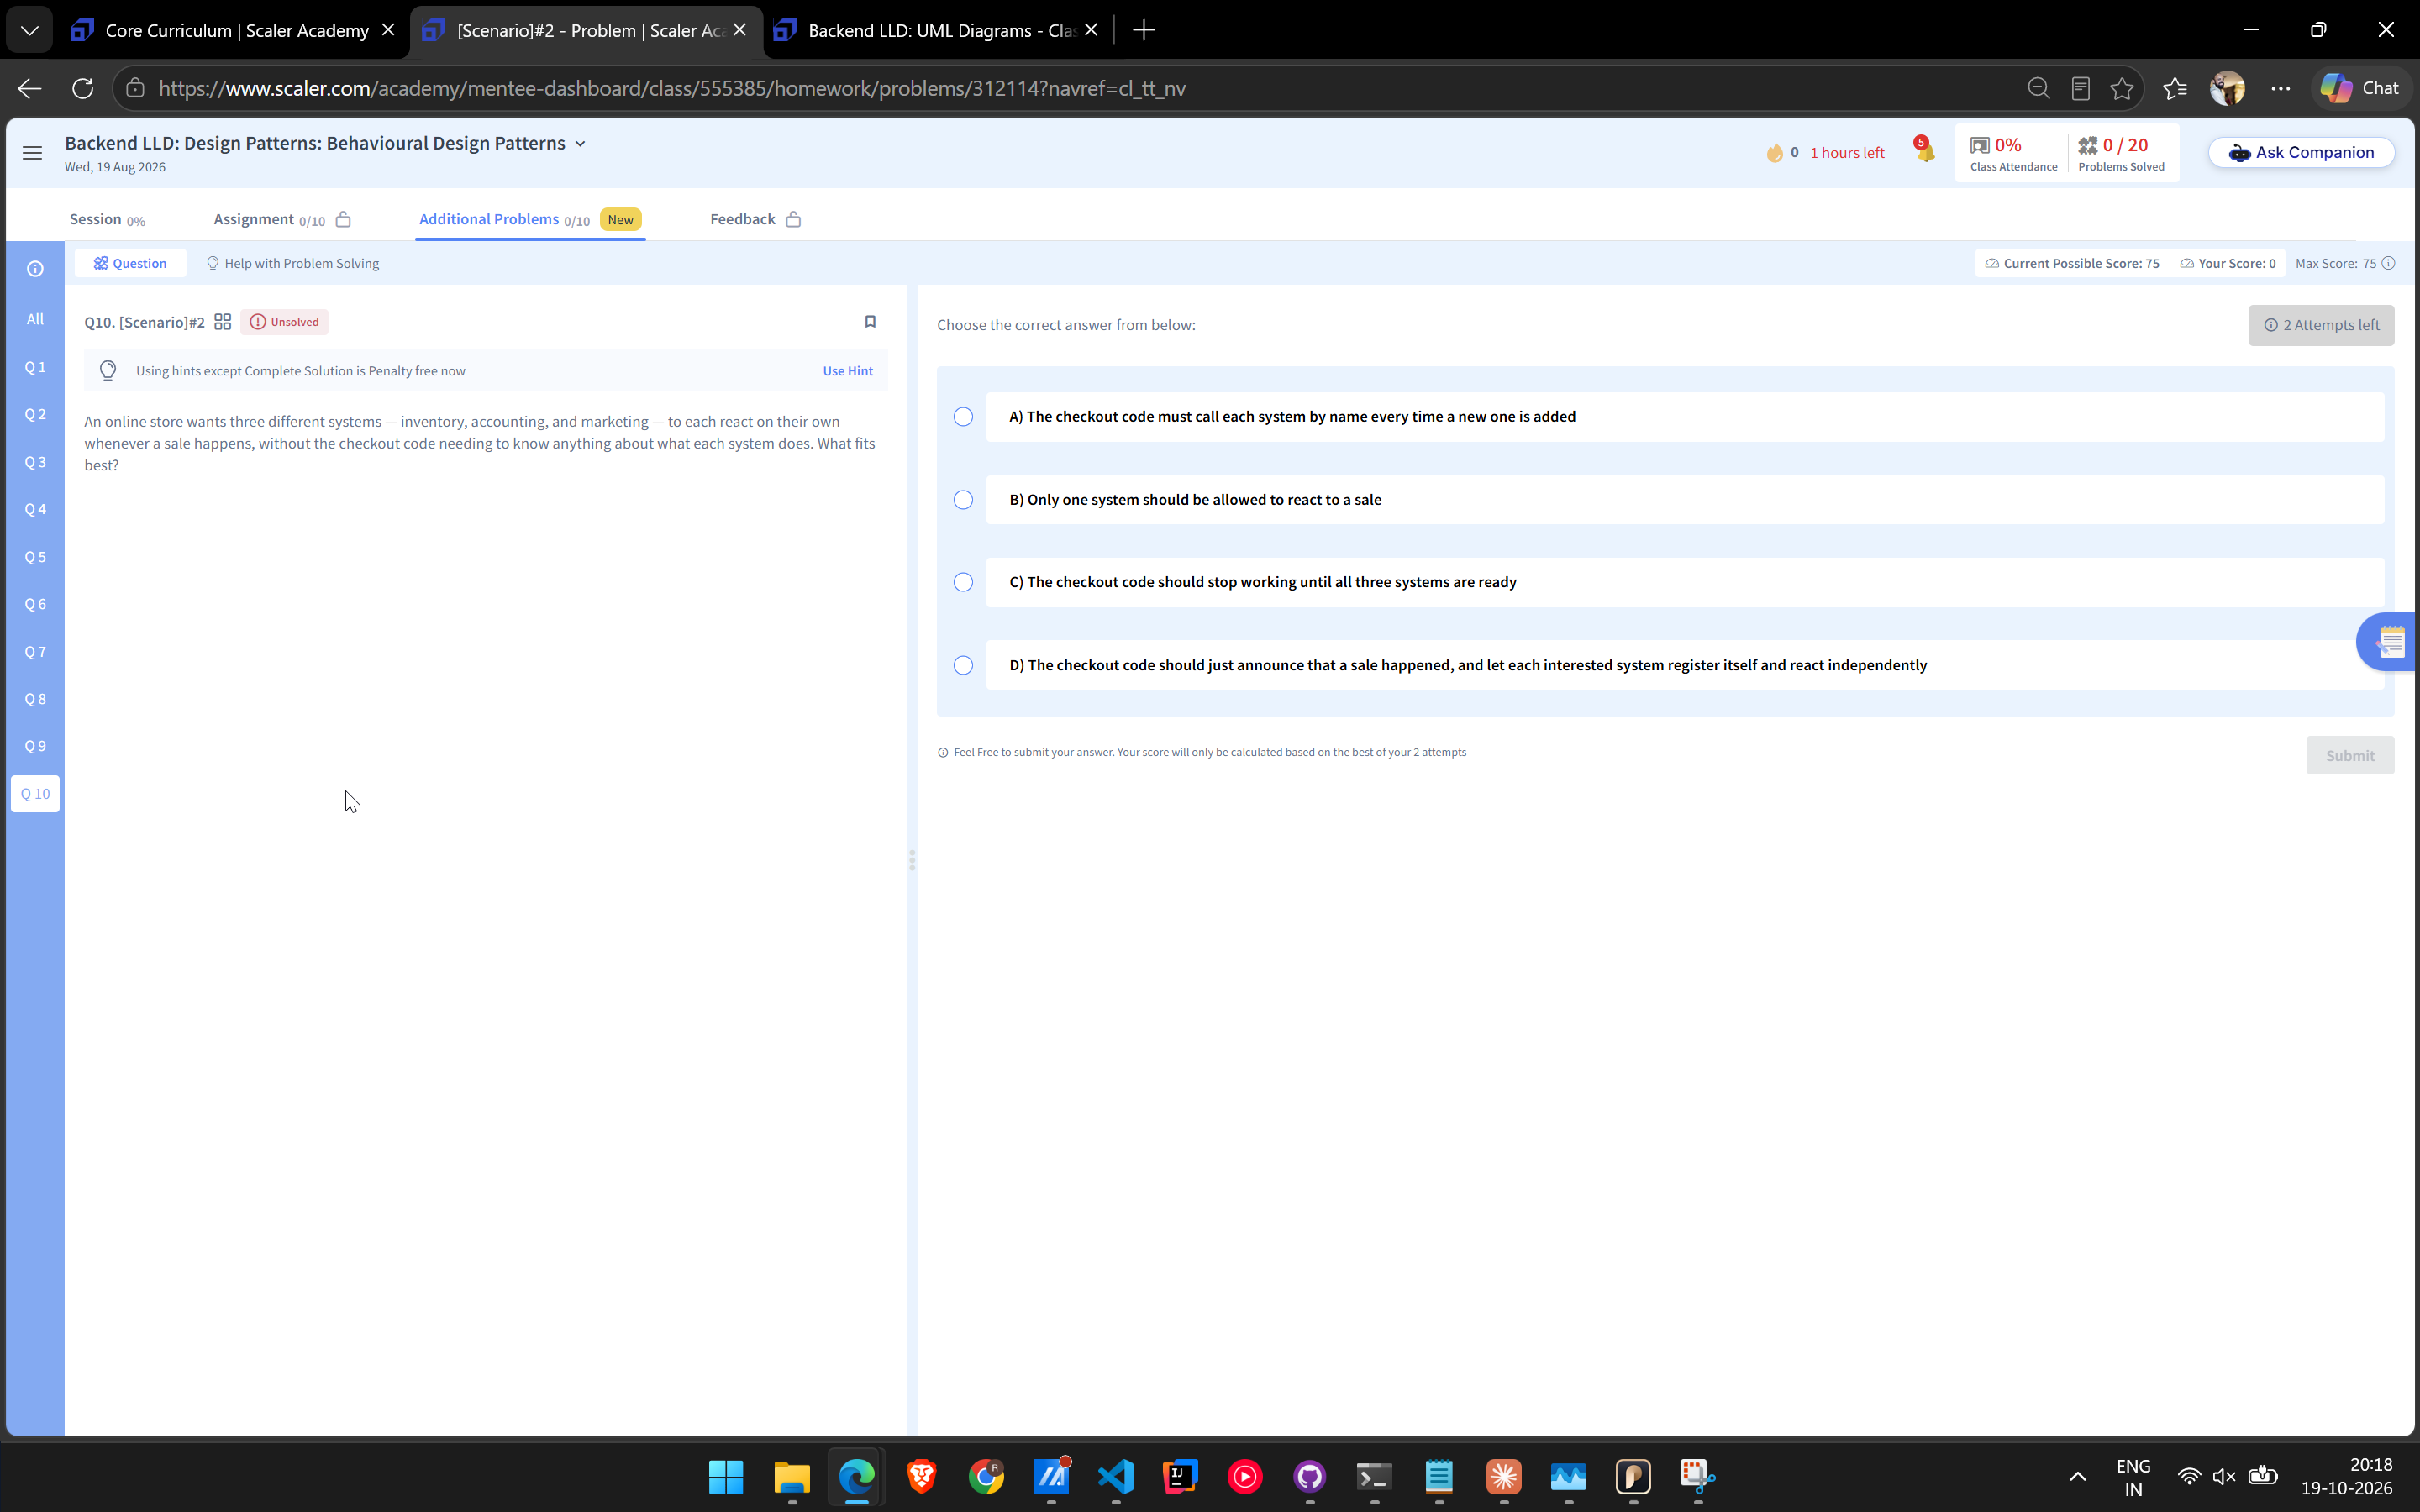 Core Curriculum | Scaler Academy
[Scenario]#2 - Problem | Scaler Aca
Backend LLD: UML Diagrams - Clas
https://www.scaler.com/academy/mentee-dashboard/class/555385/homework/problems/312114?navref=cl_tt_nv
Chat
Backend LLD: Design Patterns: Behavioural Design Patterns
Wed, 19 Aug 2026
0 1 hours left
5
0%
Class Attendance
0 / 20
Problems Solved
Ask Companion
Session 0%
Assignment 0/10
Additional Problems 0/10 New
Feedback
Question
Help with Problem Solving
Current Possible Score: 75
Your Score: 0
Max Score: 75
All
Q 1
Q 2
Q 3
Q 4
Q 5
Q 6
Q 7
Q 8
Q 9
Q 10
Q10. [Scenario]#2
Unsolved
Using hints except Complete Solution is Penalty free now
Use Hint
An online store wants three different systems — inventory, accounting, and marketing — to each react on their own
whenever a sale happens, without the checkout code needing to know anything about what each system does. What fits
best?
Choose the correct answer from below:
2 Attempts left
A) The checkout code must call each system by name every time a new one is added
B) Only one system should be allowed to react to a sale
C) The checkout code should stop working until all three systems are ready
D) The checkout code should just announce that a sale happened, and let each interested system register itself and react independently
Feel Free to submit your answer. Your score will only be calculated based on the best of your 2 attempts
Submit
R
IJ
ENG
IN
20:18
19-10-2026